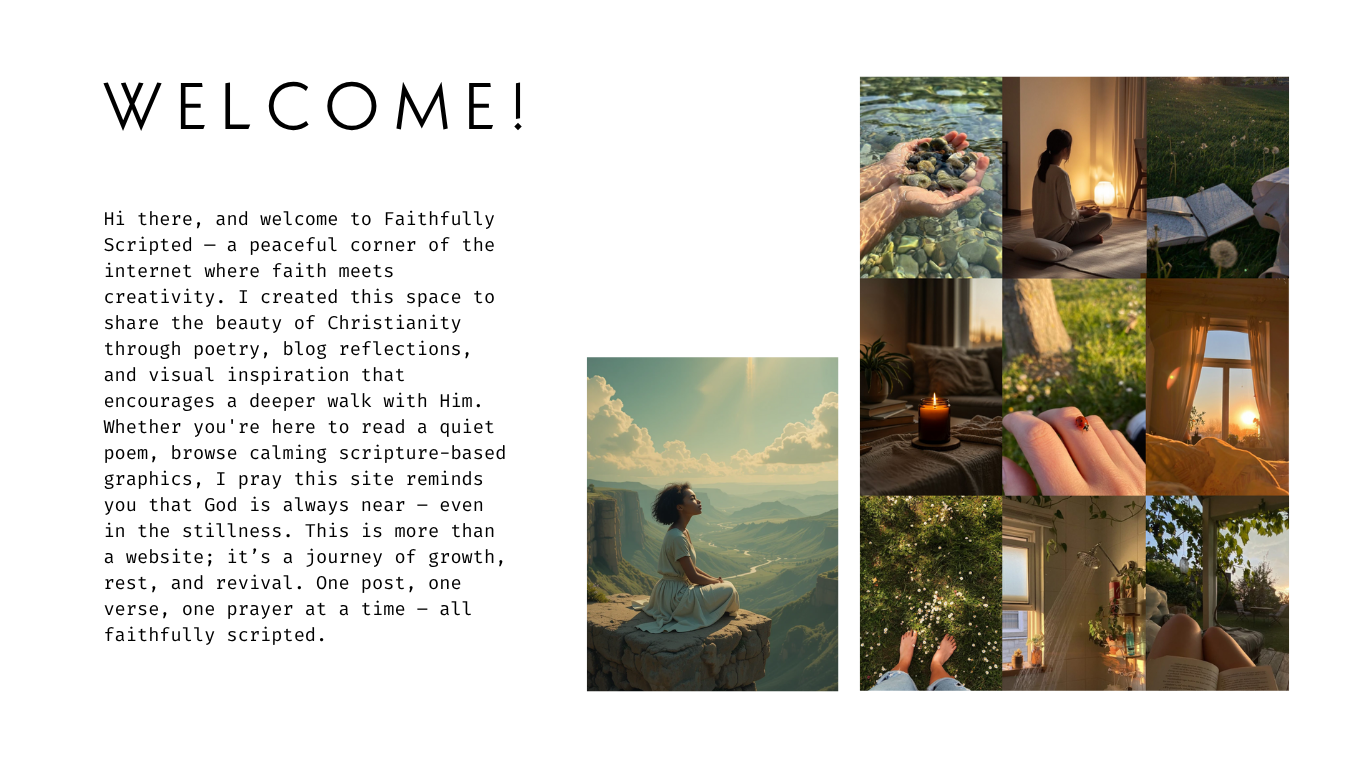 WELCOME!
Hi there, and welcome to Faithfully
Scripted — a peaceful corner of the
internet where faith meets
creativity. I created this space to
share the beauty of Christianity
through poetry, blog reflections,
and visual inspiration that
encourages a deeper walk with Him.
Whether you're here to read a quiet
poem, browse calming scripture-based
graphics, I pray this site reminds
you that God is always near — even
in the stillness. This is more than
a website; it’s a journey of growth,
rest, and revival. One post, one
verse, one prayer at a time — all
faithfully scripted.